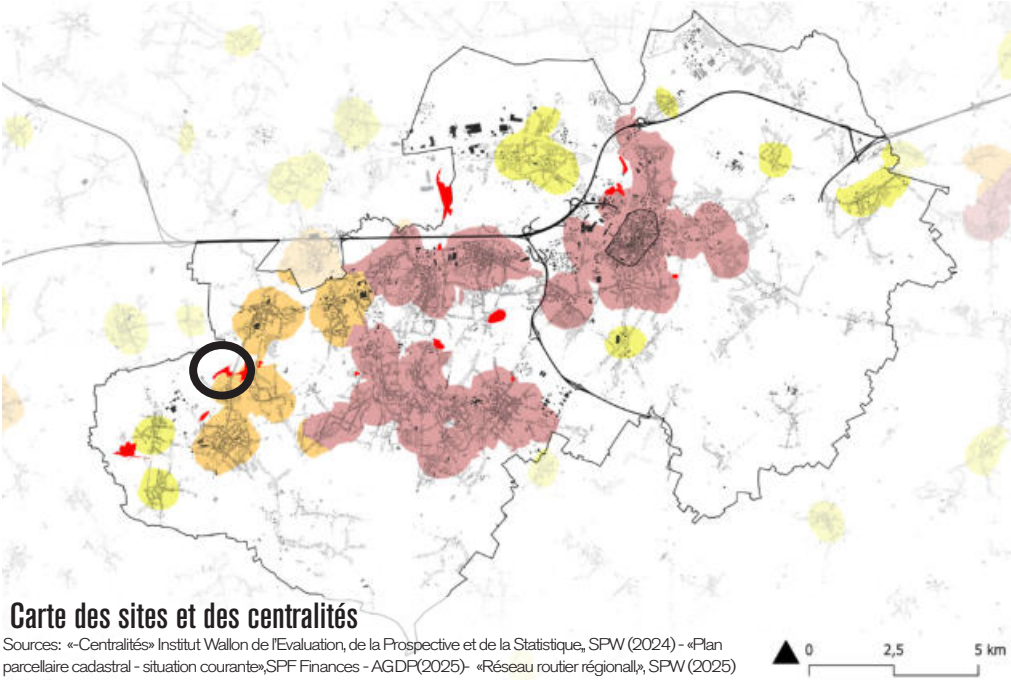 Carte des sites et des centralités
Sources: «-Centralités» Institut Wallon de l'Evaluation, de la Prospective et de la Statistique,, SPW (2024) - «Plan
parcellaire cadastral - situation courante»,SPF Finances - AGDP(2025)- «Réseau routier régional,», SPW (2025)
0 2,5 5 km